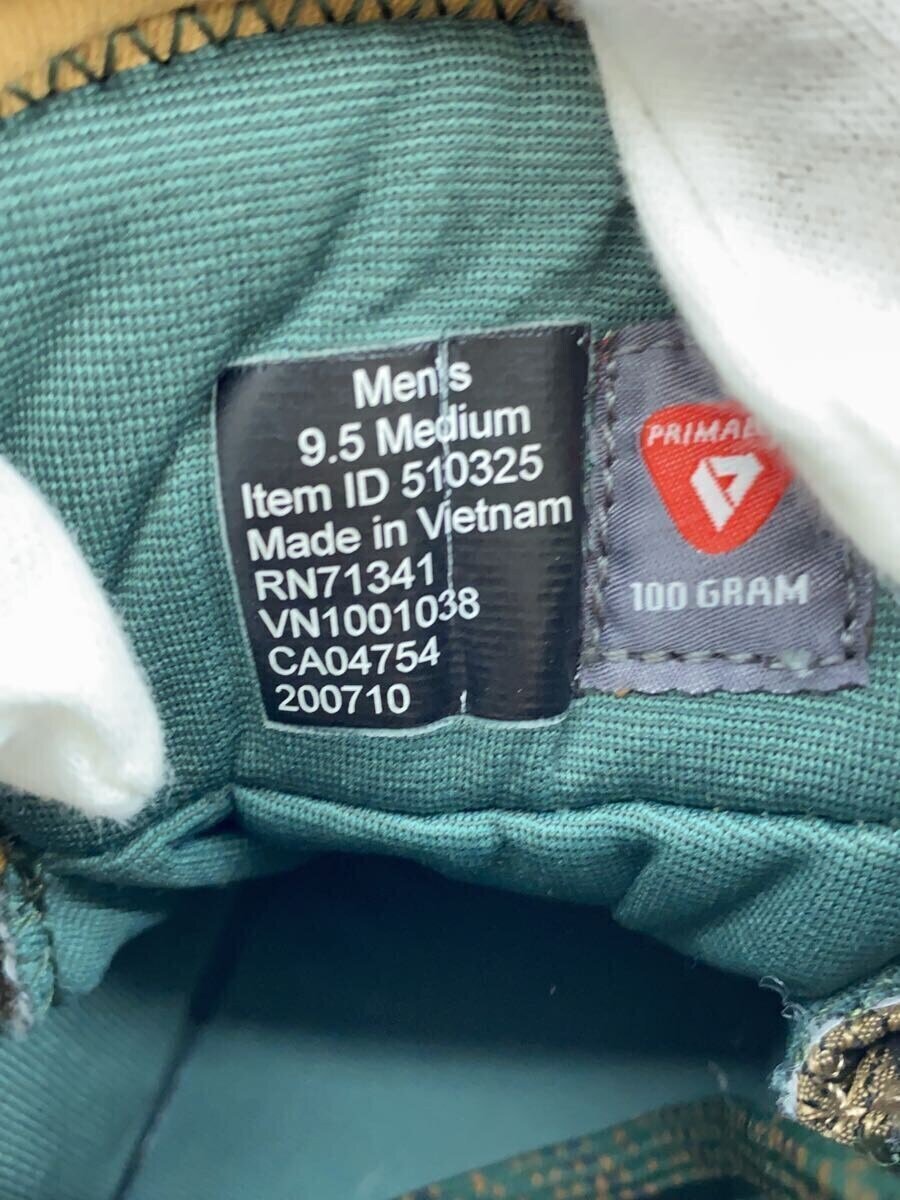 Men's
9.5 Medium
Item ID 510325
Made in Vietnam
RN71341
VN1001038
CA04754
200710
100 GRAM